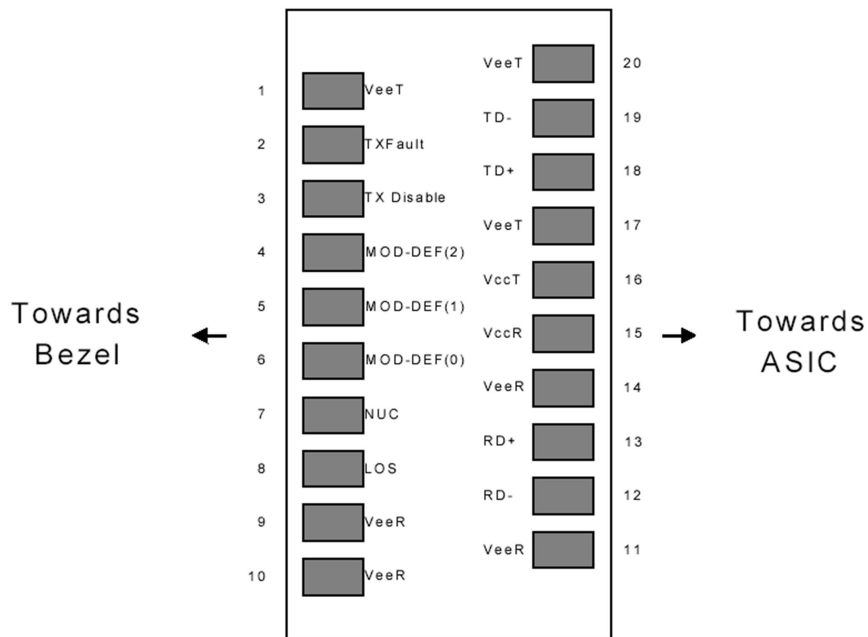 VeeT 20
1 VeeT
TD- 19
2 TXFault
TD+ 18
3 TX Disable
VeeT 17
4 MOD-DEF(2)
VccT 16
5 MOD-DEF(1)
Towards
Bezel
VccR 15
Towards
ASIC
6 MOD-DEF(0)
VeeR 14
7 NUC
RD+ 13
8 LOS
RD- 12
9 VeeR
VeeR 11
10 VeeR